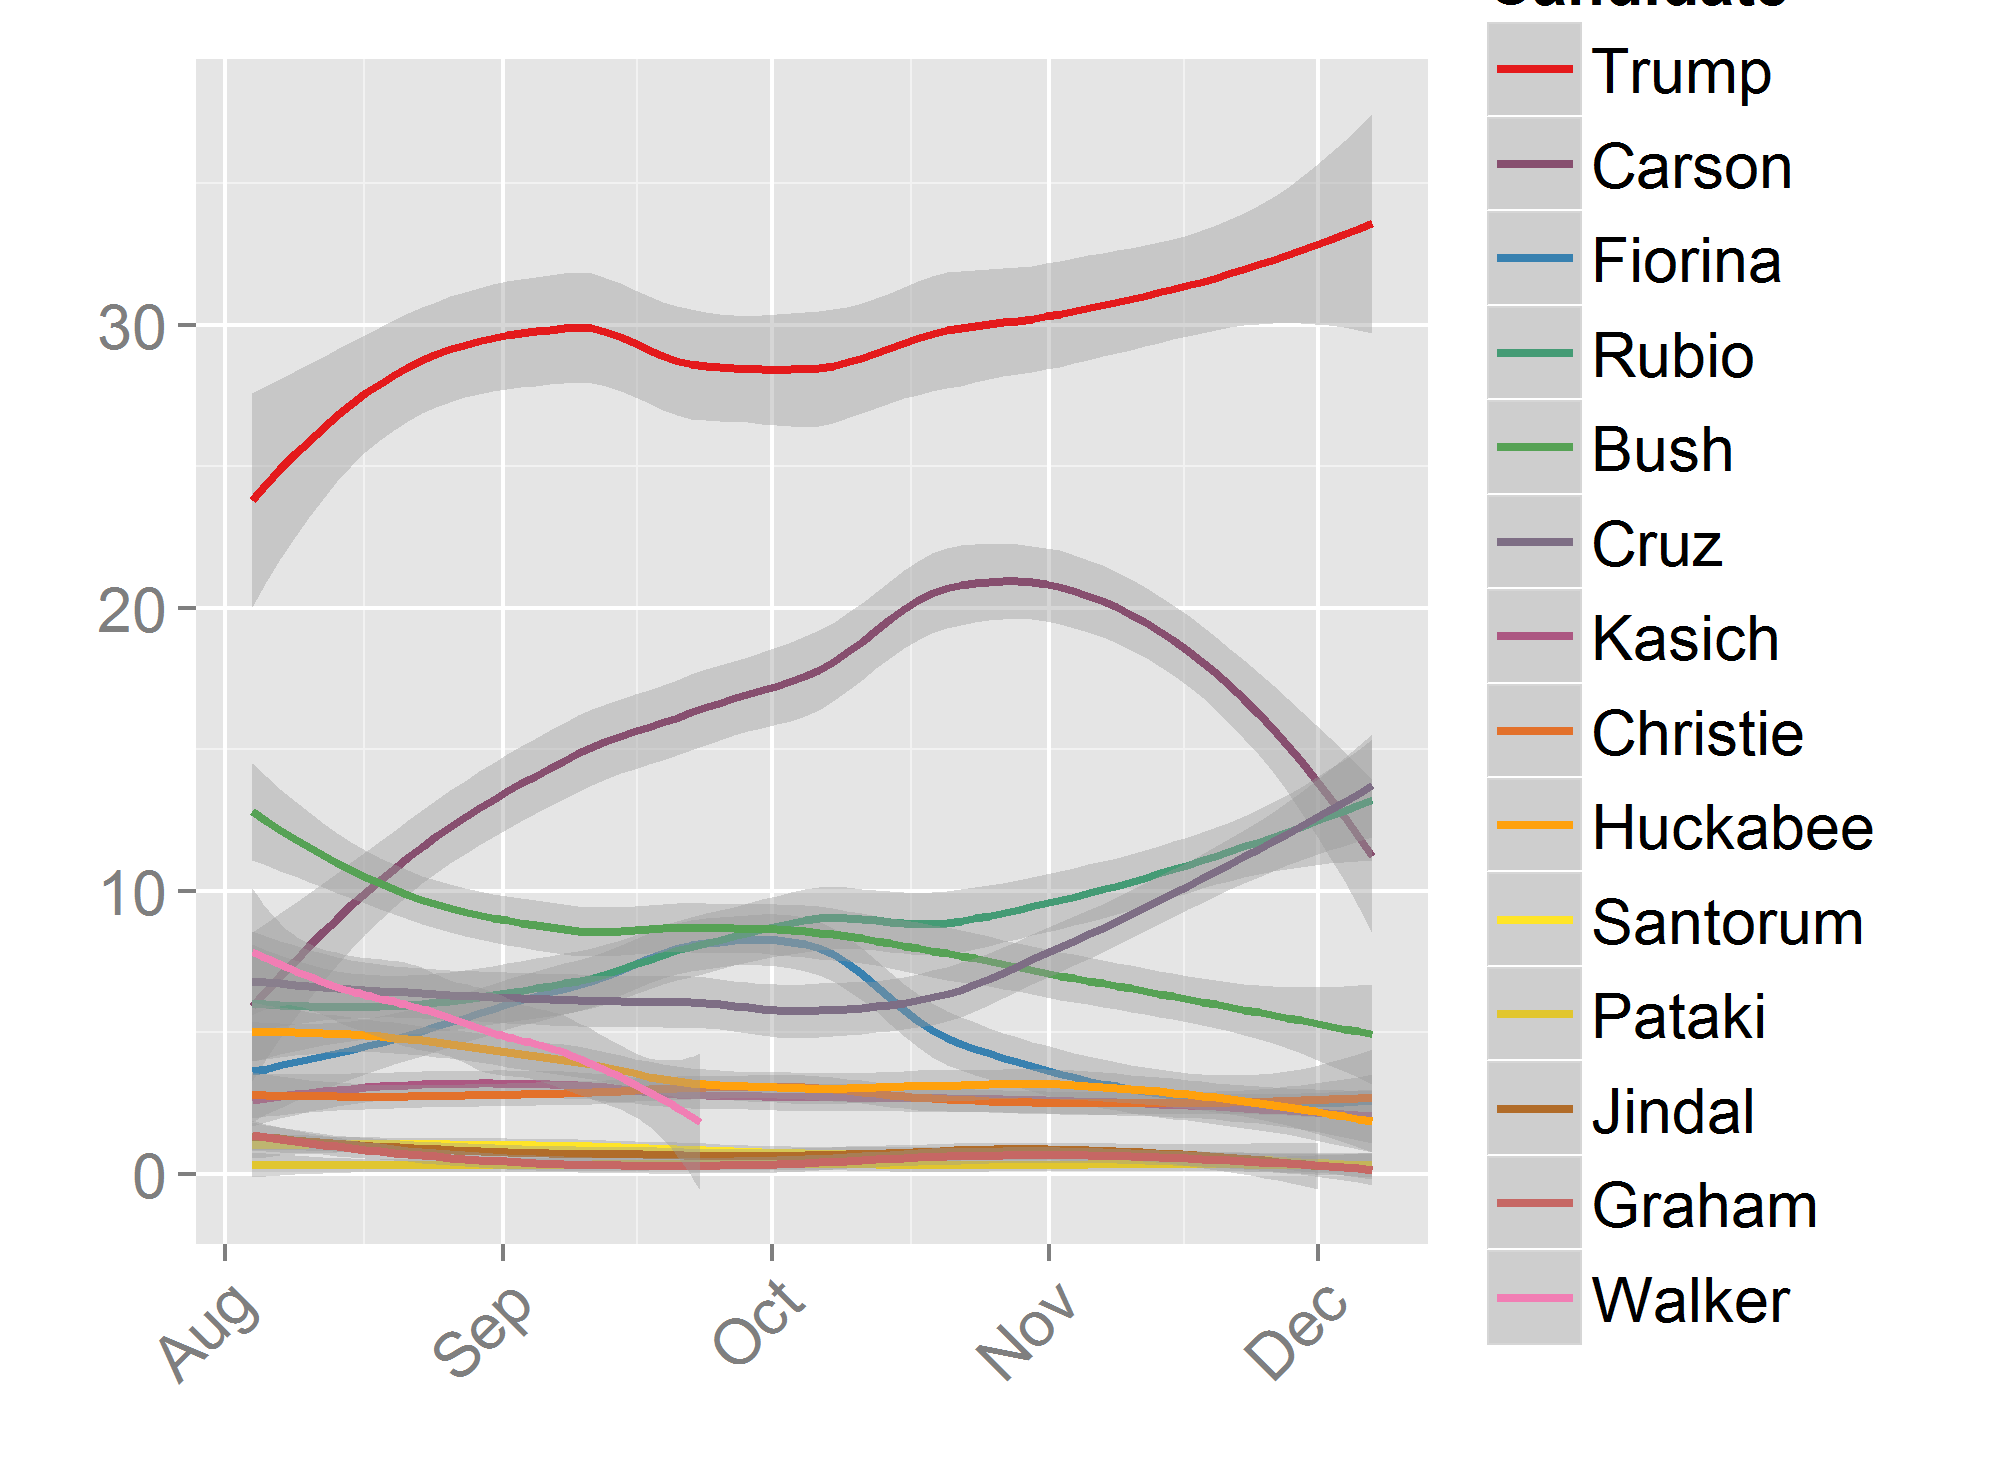 Candidate
Trump
Carson
Fiorina
Rubio
Bush
Cruz
Kasich
Christie
Huckabee
Santorum
Pataki
Jindal
Graham
Walker
30
20
10
0
Aug
Sep
Oct
Nov
Dec